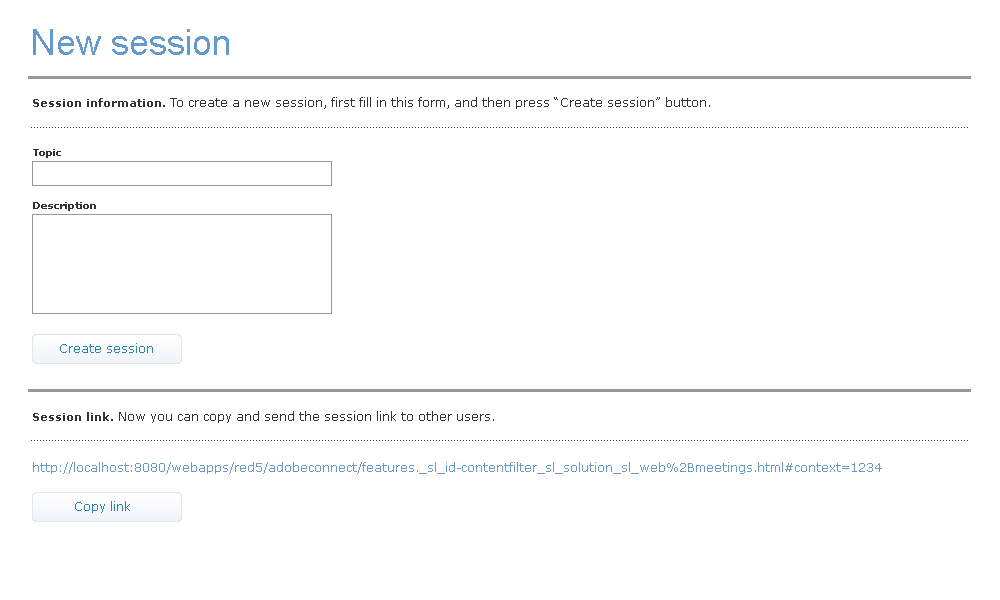 New session
Session information. To create a new session, first fill in this form, and then press “Create session” button.
Topic
Description
Create session
Session link. Now you can copy and send the session link to other users.
http://localhost:8080/webapps/red5/adobeconnect/features._sl_id-contentfilter_sl_solution_sl_web%2Bmeetings.html#context=1234
Copy link